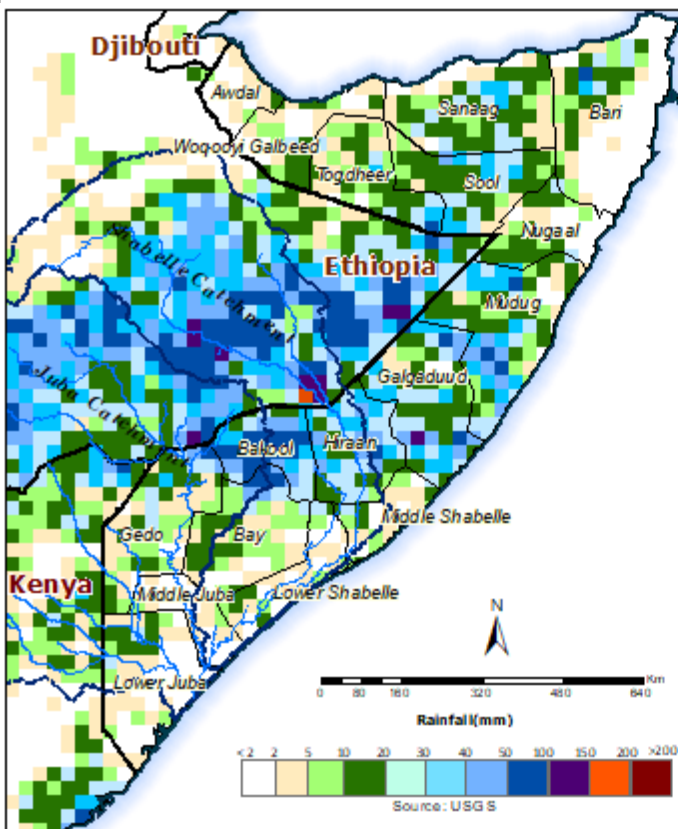 Djibouti
Awdal
Sanaag
Bari
Woqooyi Galbeed
Togdheer
Sool
Nugaal
Shabelle Catchment
Ethiopia
Mudug
Juba Catchment
Galgaduud
Bakool
Hiraan
Middle Shabelle
Gedo
Bay
Kenya
Middle Juba
Lower Shabelle
N
Lower Juba
Km
0 80 160 320 480 640
Rainfall(mm)
<2 2 5 10 20 30 40 50 100 150 200 >200
Source: USGS